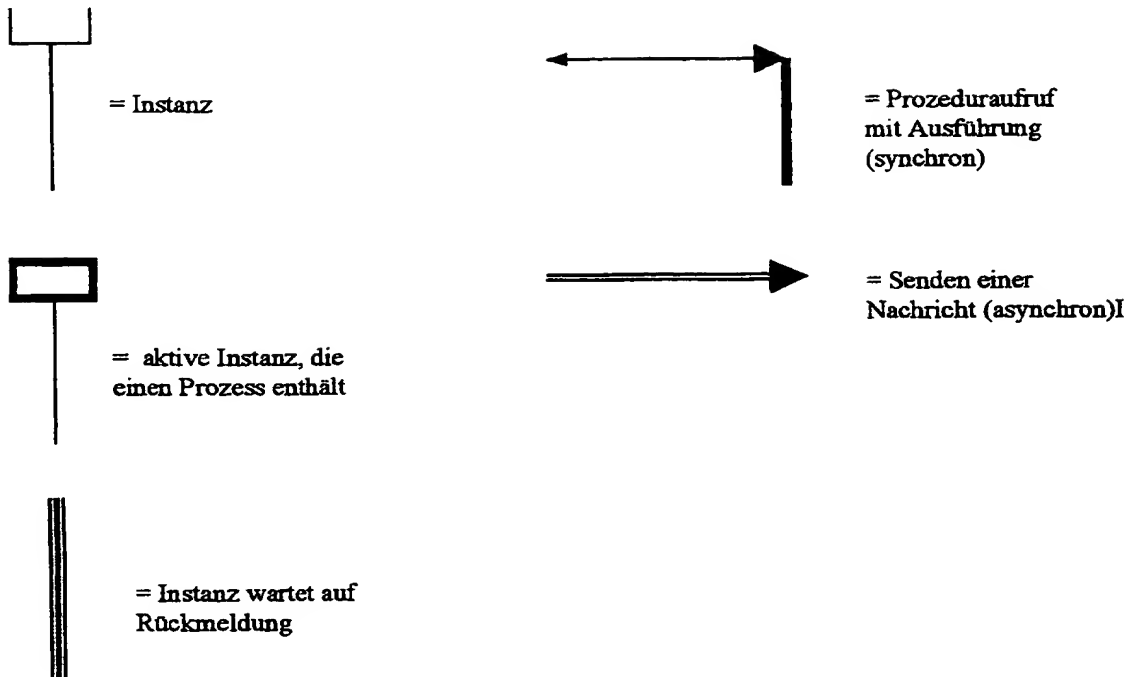 = Instanz
= aktive Instanz, die
einen Prozess enthält
= Instanz wartet auf
Rückmeldung
= Prozeduraufruf
mit Ausführung
(synchron)
= Senden einer
Nachricht (asynchron)I